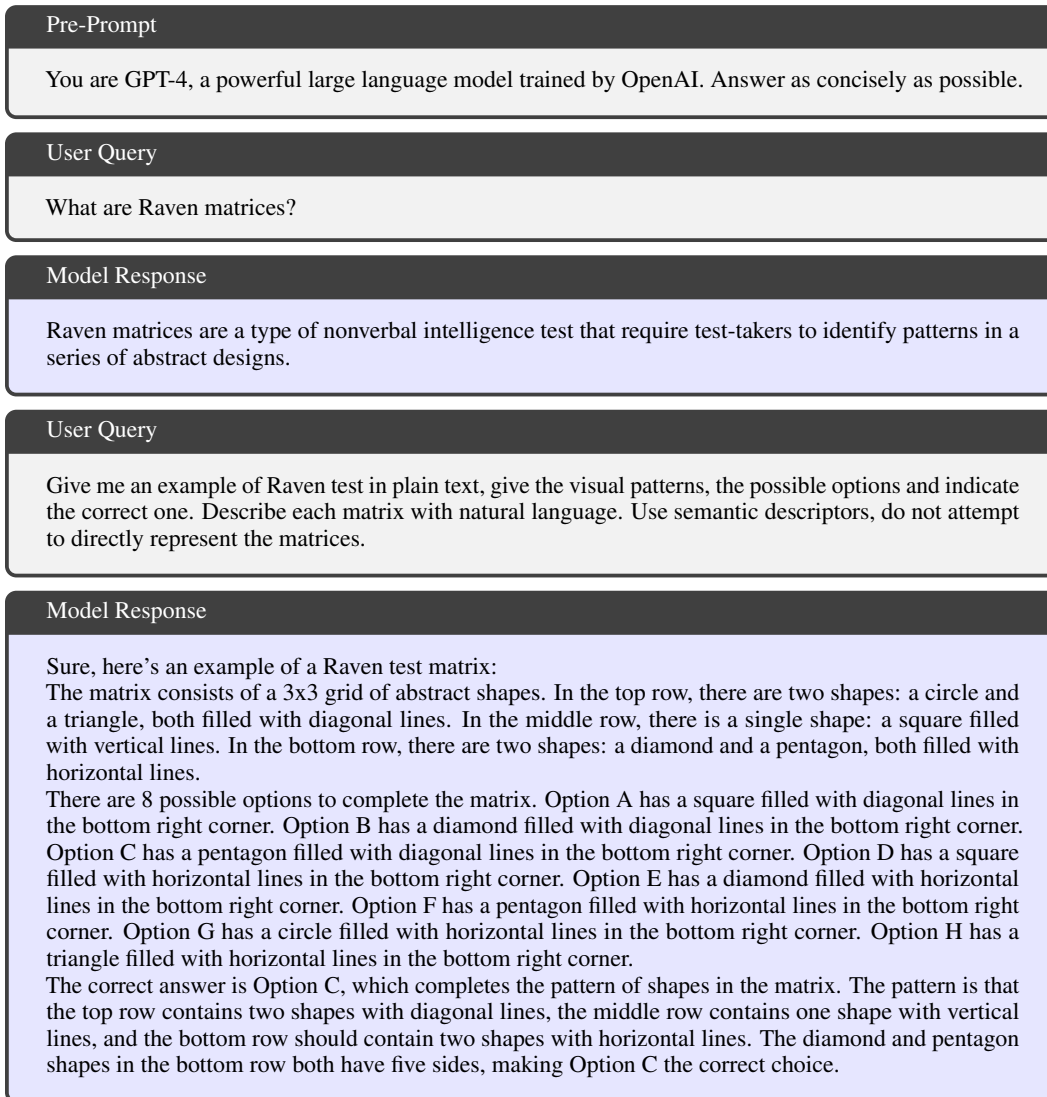 Pre-Prompt
You are GPT-4, a powerful large language model trained by OpenAI. Answer as concisely as possible.
User Query
What are Raven matrices?
Model Response
Raven matrices are a type of nonverbal intelligence test that require test-takers to identify patterns in a
series of abstract designs.
User Query
Give me an example of Raven test in plain text, give the visual patterns, the possible options and indicate
the correct one. Describe each matrix with natural language. Use semantic descriptors, do not attempt
to directly represent the matrices.
Model Response
Sure, here's an example of a Raven test matrix:
The matrix consists of a 3x3 grid of abstract shapes. In the top row, there are two shapes: a circle and
a triangle, both filled with diagonal lines. In the middle row, there is a single shape: a square filled
with vertical lines. In the bottom row, there are two shapes: a diamond and a pentagon, both filled with
horizontal lines.
There are 8 possible options to complete the matrix. Option A has a square filled with diagonal lines in
the bottom right corner. Option B has a diamond filled with diagonal lines in the bottom right corner.
Option C has a pentagon filled with diagonal lines in the bottom right corner. Option D has a square
filled with horizontal lines in the bottom right corner. Option E has a diamond filled with horizontal
lines in the bottom right corner. Option F has a pentagon filled with horizontal lines in the bottom right
corner. Option G has a circle filled with horizontal lines in the bottom right corner. Option H has a
triangle filled with horizontal lines in the bottom right corner.
The correct answer is Option C, which completes the pattern of shapes in the matrix. The pattern is that
the top row contains two shapes with diagonal lines, the middle row contains one shape with vertical
lines, and the bottom row should contain two shapes with horizontal lines. The diamond and pentagon
shapes in the bottom row both have five sides, making Option C the correct choice.